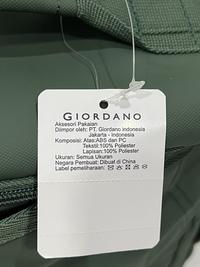 GIORDANO
Aksesori Pakaian
Diimpor oleh: PT. Giordano indonesia
Jakarta - Indonesia
Komposisi: Atas:ABS dan PC
Tekstil:100% Poliester
Lapisan:100% Poliester
Ukuran: Semua Ukuran
Negara Pembuat: Dibuat di China
Label pemeliharaan: